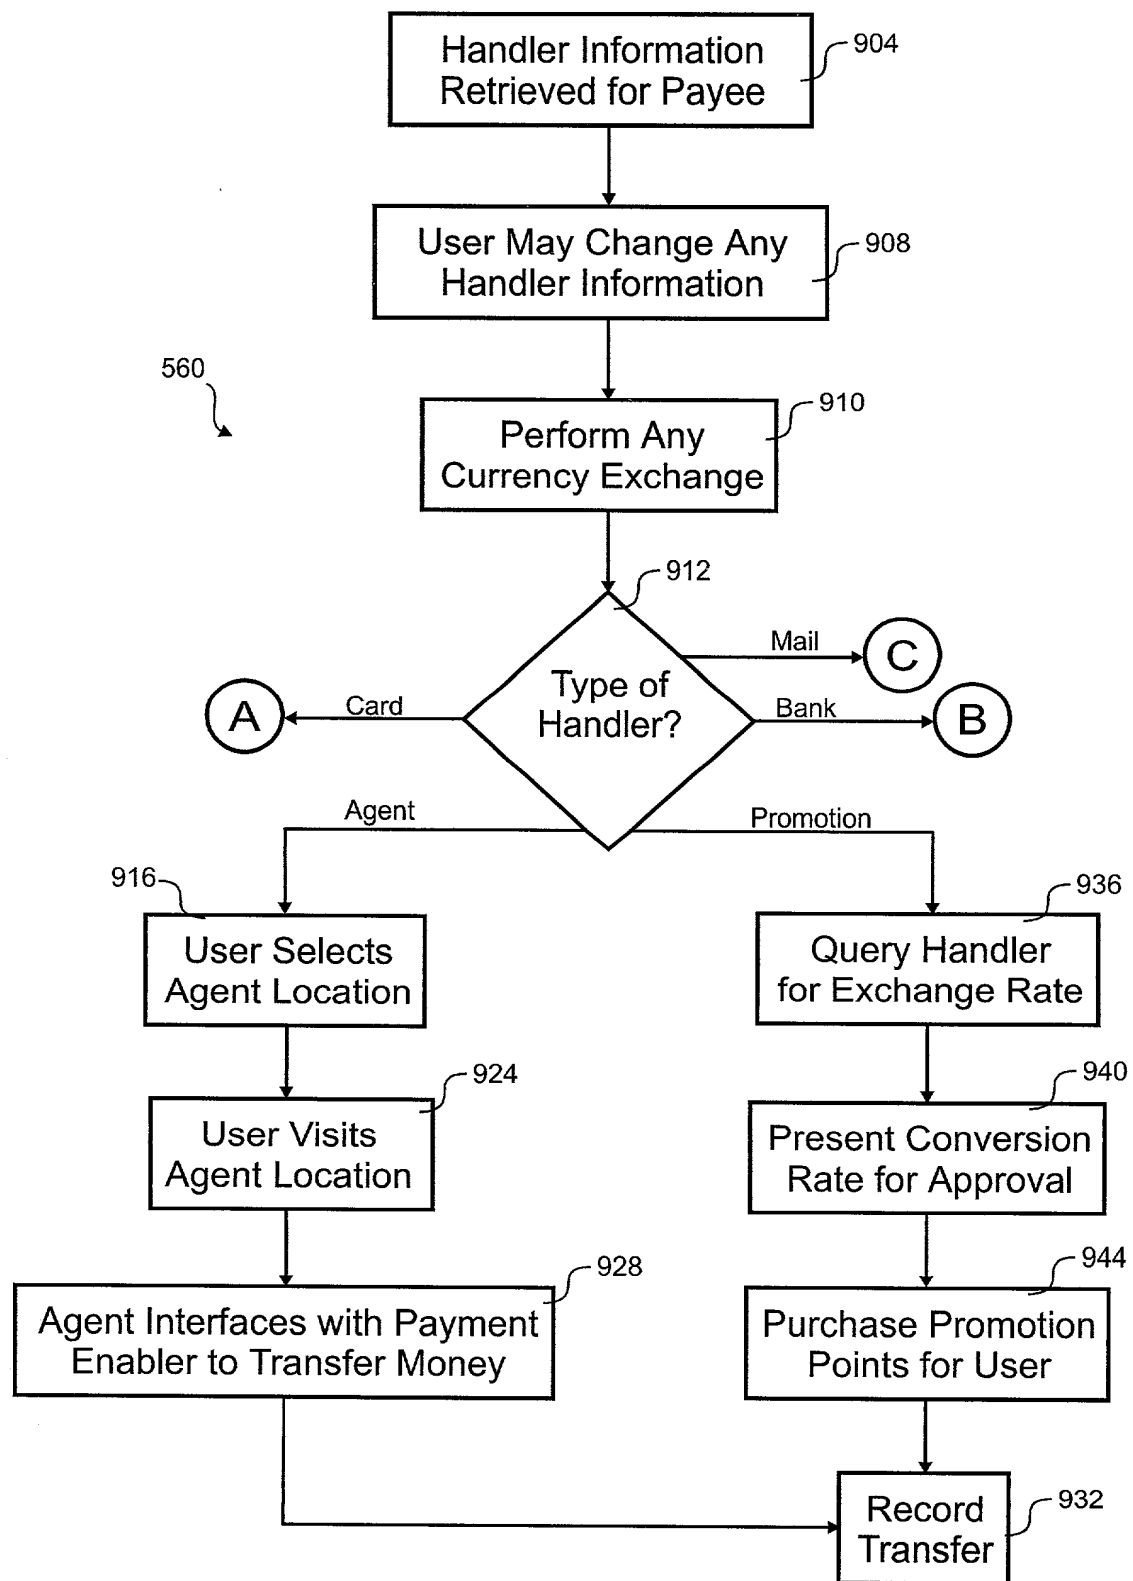 Handler Information
Retrieved for Payee
904
User May Change Any
Handler Information
908
560
Perform Any
Currency Exchange
910
912
Type of
Handler?
Mail
C
Card
A
Bank
B
Agent
Promotion
916
User Selects
Agent Location
936
Query Handler
for Exchange Rate
924
User Visits
Agent Location
940
Present Conversion
Rate for Approval
928
Agent Interfaces with Payment
Enabler to Transfer Money
944
Purchase Promotion
Points for User
932
Record
Transfer